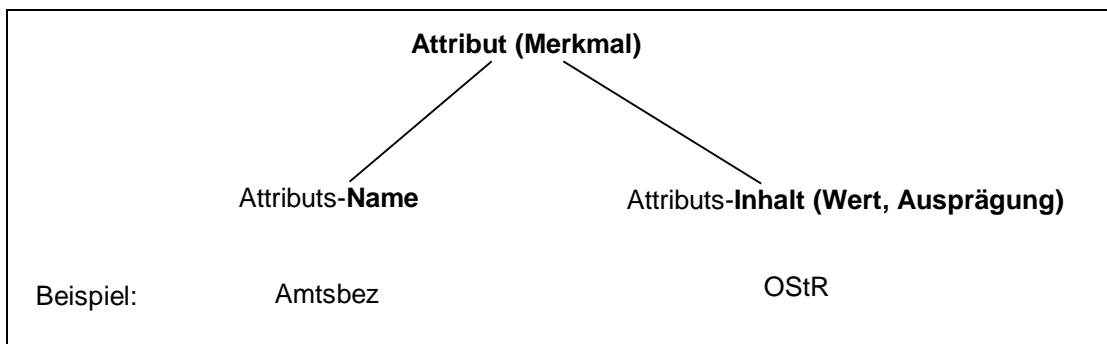 Attribut (Merkmal)
Attributs-Name Attributs-Inhalt (Wert, Ausprägung)
Beispiel: Amtsbez OStR